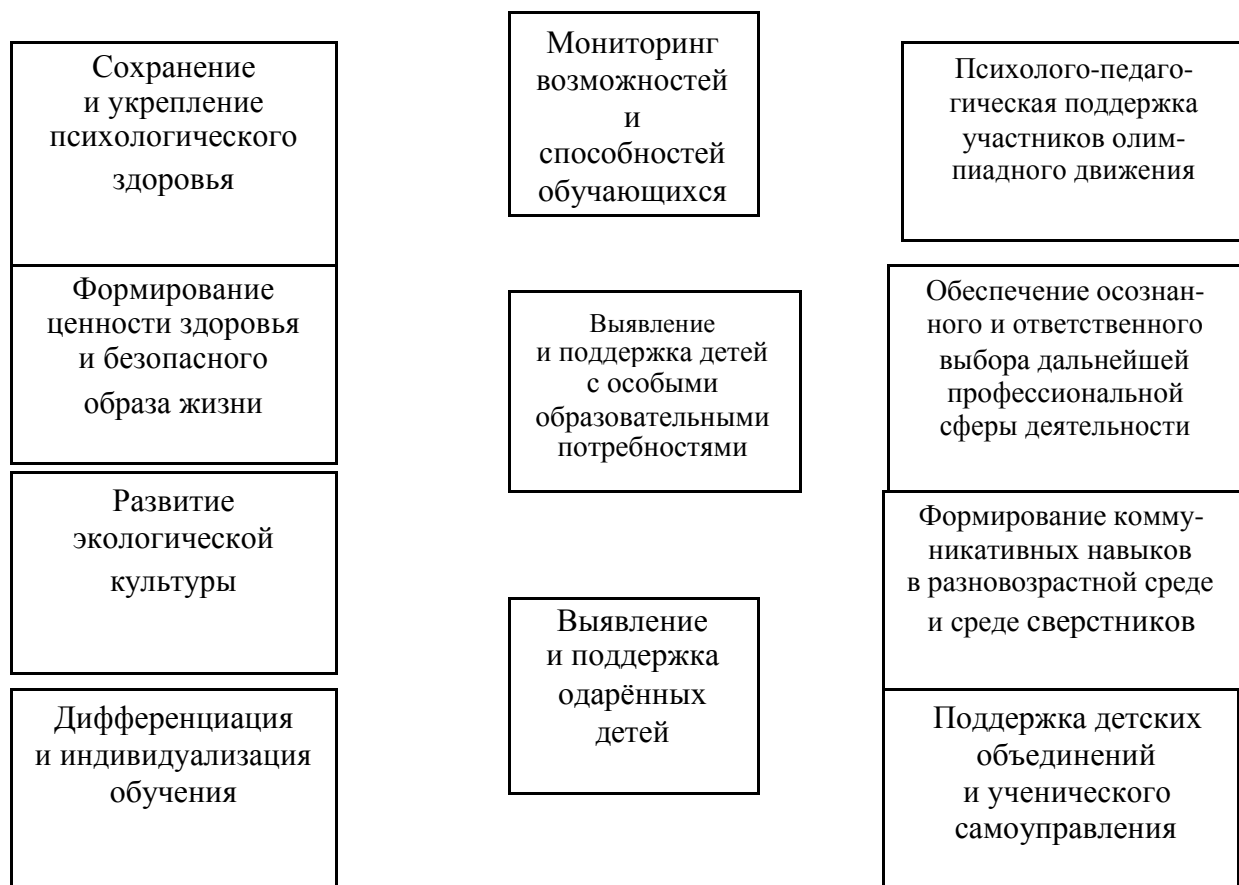 Сохранение
и укрепление
психологического
здоровья
Формирование
ценности здоровья
и безопасного
образа жизни
Развитие
экологической
культуры
Дифференциация
и индивидуализация
обучения
Мониторинг
возможностей
и
способностей
обучающихся
Выявление
и поддержка детей
с особыми
образовательными
потребностями
Выявление
и поддержка
одарённых
детей
Психолого-педаго-
гическая поддержка
участников олим-
пиадного движения
Обеспечение осознан-
ного и ответственного
выбора дальнейшей
профессиональной
сферы деятельности
Формирование комму-
никативных навыков
в разновозрастной среде
и среде сверстников
Поддержка детских
объединений
и ученического
самоуправления